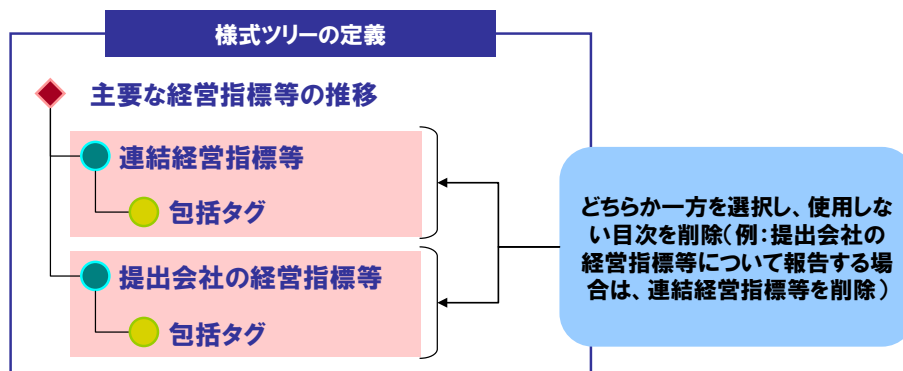 様式ツリーの定義
主要な経営指標等の推移
連結経営指標等
包括タグ
提出会社の経営指標等
包括タグ
どちらか一方を選択し、使用しな
い目次を削除(例:提出会社の
経営指標等について報告する場
合は、連結経営指標等を削除)